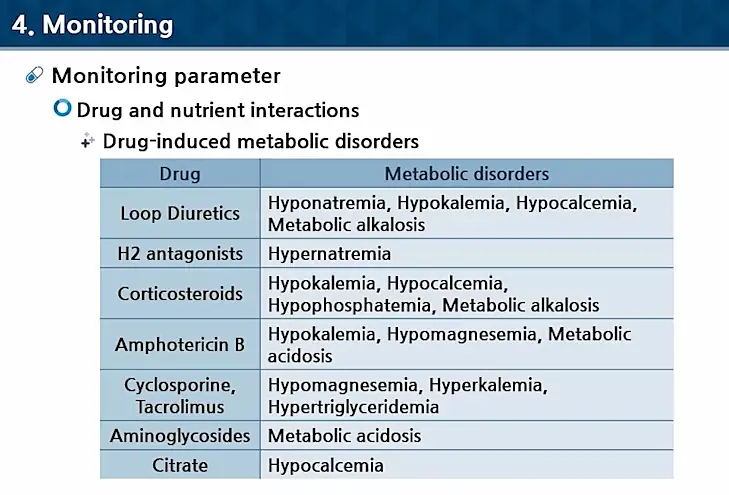 4. Monitoring
Monitoring parameter
Drug and nutrient interactions
Drug-induced metabolic disorders
Drug Metabolic disorders
Loop Diuretics Hyponatremia, Hypokalemia, Hypocalcemia,
Metabolic alkalosis
H2 antagonists Hypernatremia
Corticosteroids Hypokalemia, Hypocalcemia,
Hypophosphatemia, Metabolic alkalosis
Amphotericin B Hypokalemia, Hypomagnesemia, Metabolic
acidosis
Cyclosporine, Hypomagnesemia, Hyperkalemia,
Tacrolimus Hypertriglyceridemia
Aminoglycosides Metabolic acidosis
Citrate Hypocalcemia